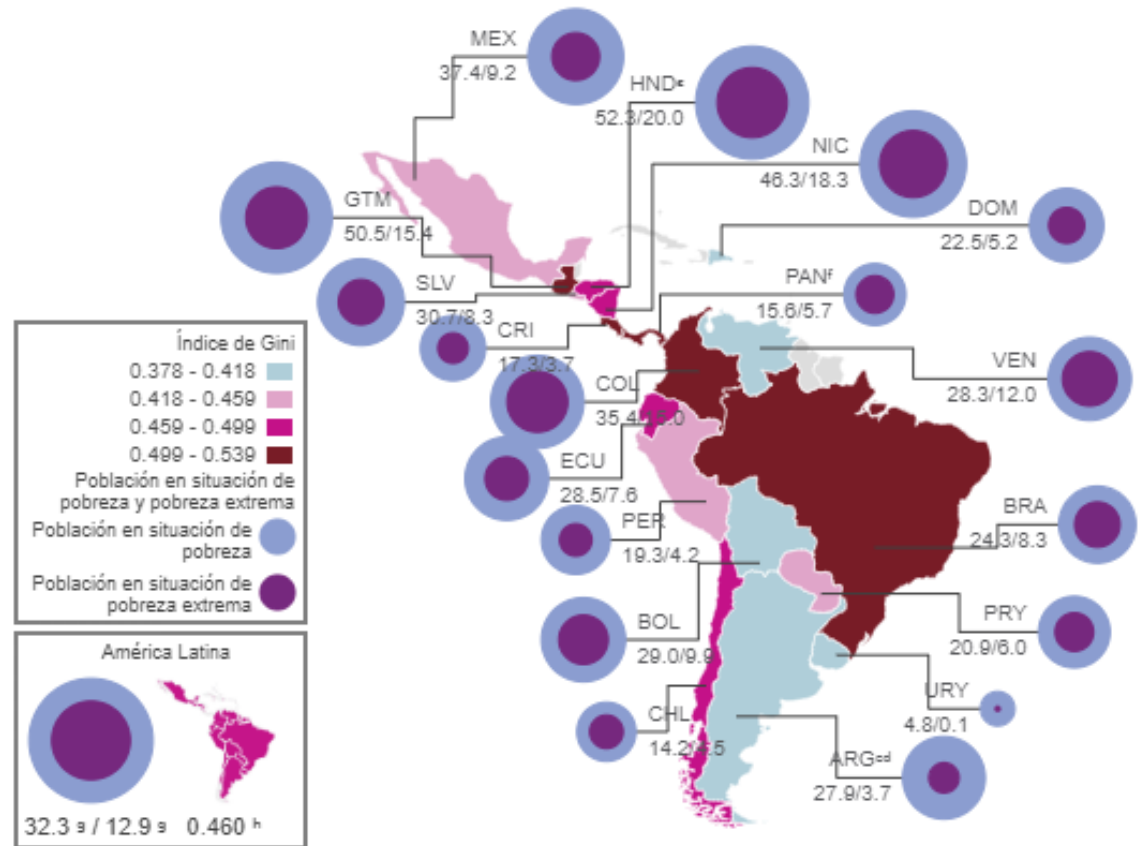 MEX
37.4/9.2
HNDᵉ
52.3/20.0
NIC
46.3/18.3
GTM
50.5/15.4
DOM
22.5/5.2
SLV
30.7/8.3
PANᶠ
15.6/5.7
CRI
17.3/3.7
VEN
28.3/12.0
COL
35.4/15.0
ECU
28.5/7.6
PER
19.3/4.2
BRA
24.3/8.3
BOL
29.0/9.9
PRY
20.9/6.0
CHL
14.2/4.5
URY
4.8/0.1
ARGᶜᵈ
27.9/3.7
Índice de Gini
0.378 - 0.418
0.418 - 0.459
0.459 - 0.499
0.499 - 0.539
Población en situación de
pobreza y pobreza extrema
Población en situación de
pobreza
Población en situación de
pobreza extrema
América Latina
32.3 ᵍ / 12.9 ᵍ 0.460 ʰ